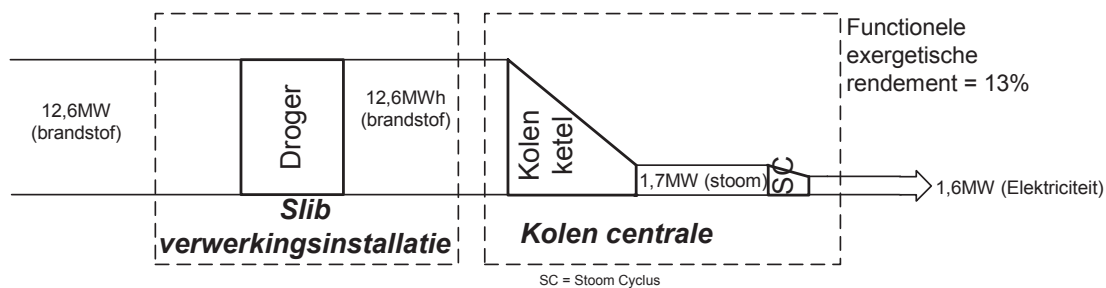 Functionele
exergetische
rendement = 13%
12,6MW
(brandstof)
Droger
12,6MWh
(brandstof)
Kolen
ketel
1,7MW (stoom)
SC
1,6MW (Elektriciteit)
Slib
verwerkingsinstallatie
Kolen centrale
SC = Stoom Cyclus